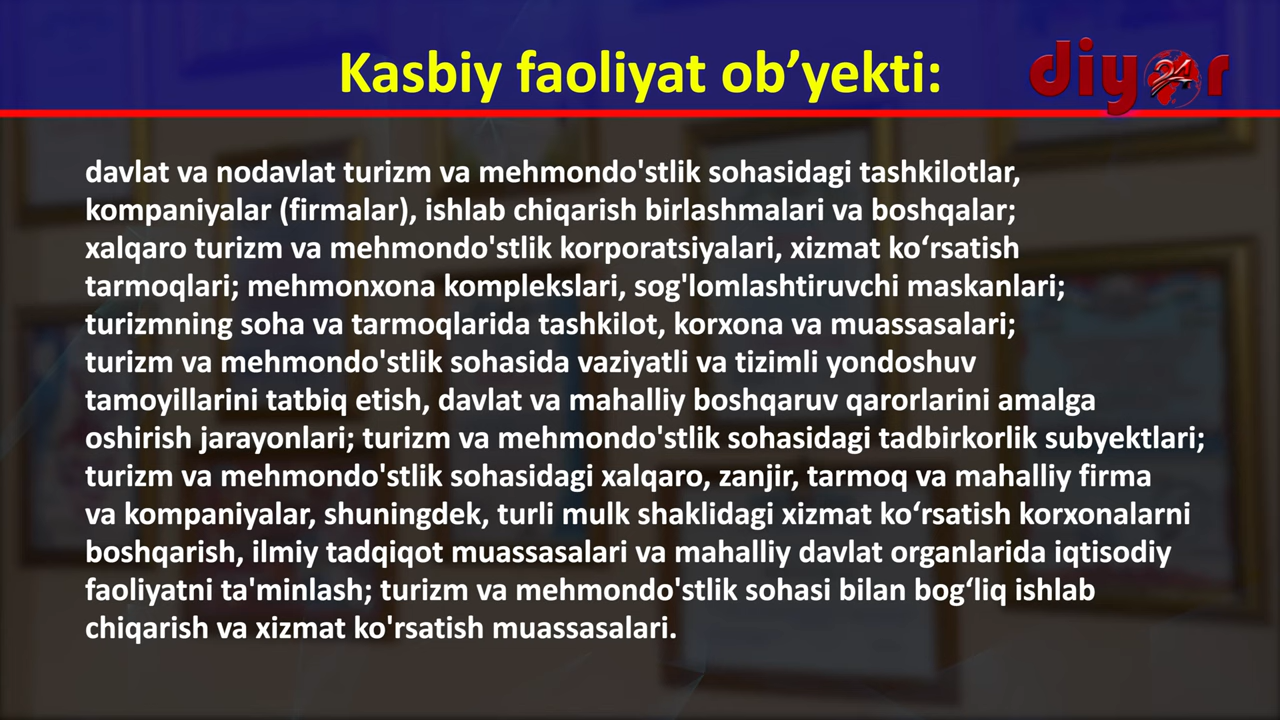 Kasbiy faoliyat ob’yekti:
diyor 24
davlat va nodavlat turizm va mehmondo'stlik sohasidagi tashkilotlar,
kompaniyalar (firmalar), ishlab chiqarish birlashmalari va boshqalar;
xalqaro turizm va mehmondo'stlik korporatsiyalari, xizmat ko‘rsatish
tarmoqlari; mehmonxona komplekslari, sog'lomlashtiruvchi maskanlari;
turizmning soha va tarmoqlarida tashkilot, korxona va muassasalari;
turizm va mehmondo'stlik sohasida vaziyatli va tizimli yondoshuv
tamoyillarini tatbiq etish, davlat va mahalliy boshqaruv qarorlarini amalga
oshirish jarayonlari; turizm va mehmondo'stlik sohasidagi tadbirkorlik subyektlari;
turizm va mehmondo'stlik sohasidagi xalqaro, zanjir, tarmoq va mahalliy firma
va kompaniyalar, shuningdek, turli mulk shaklidagi xizmat ko‘rsatish korxonalarni
boshqarish, ilmiy tadqiqot muassasalari va mahalliy davlat organlarida iqtisodiy
faoliyatni ta'minlash; turizm va mehmondo'stlik sohasi bilan bog‘liq ishlab
chiqarish va xizmat ko'rsatish muassasalari.